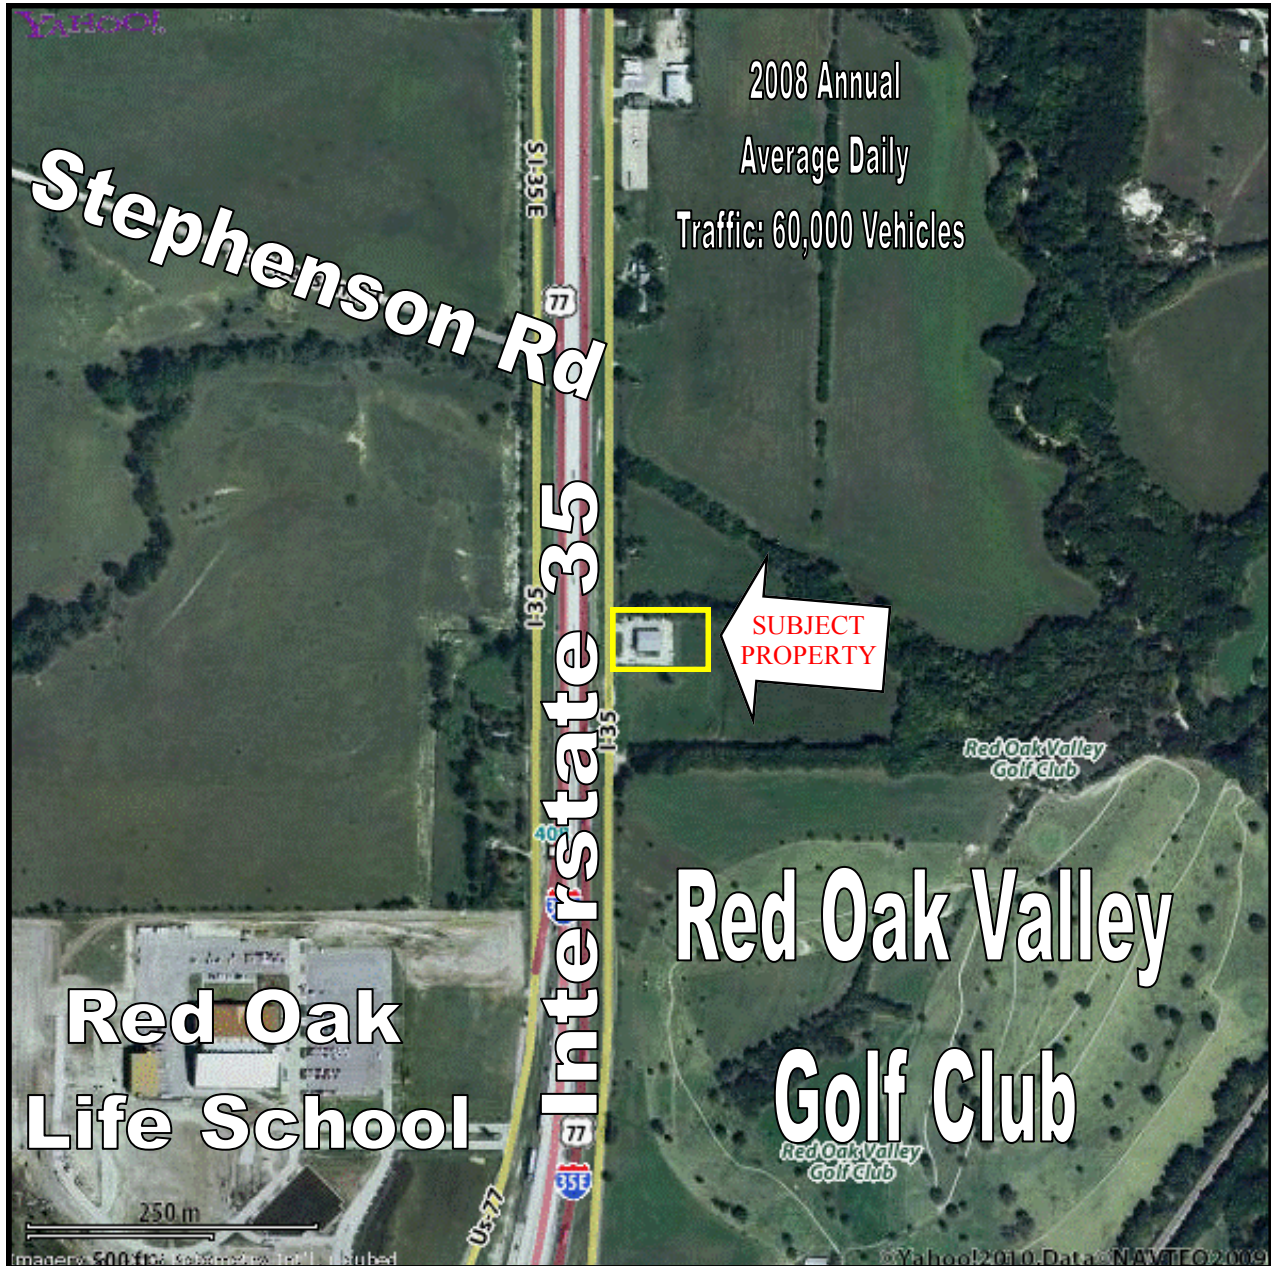 YAHOO!
2008 Annual
Average Daily
Traffic: 60,000 Vehicles
S I-35 E
Stephenson Rd
77
Interstate 35
I-35
SUBJECT
PROPERTY
I-35
Red Oak Valley
Golf Club
Red Oak Valley
Golf Club
Red Oak
Life School
77
35E
Red Oak Valley
Golf Club
Us-77
250 m
500 ft
©Yahoo!2010,Data©NAVTEQ2009